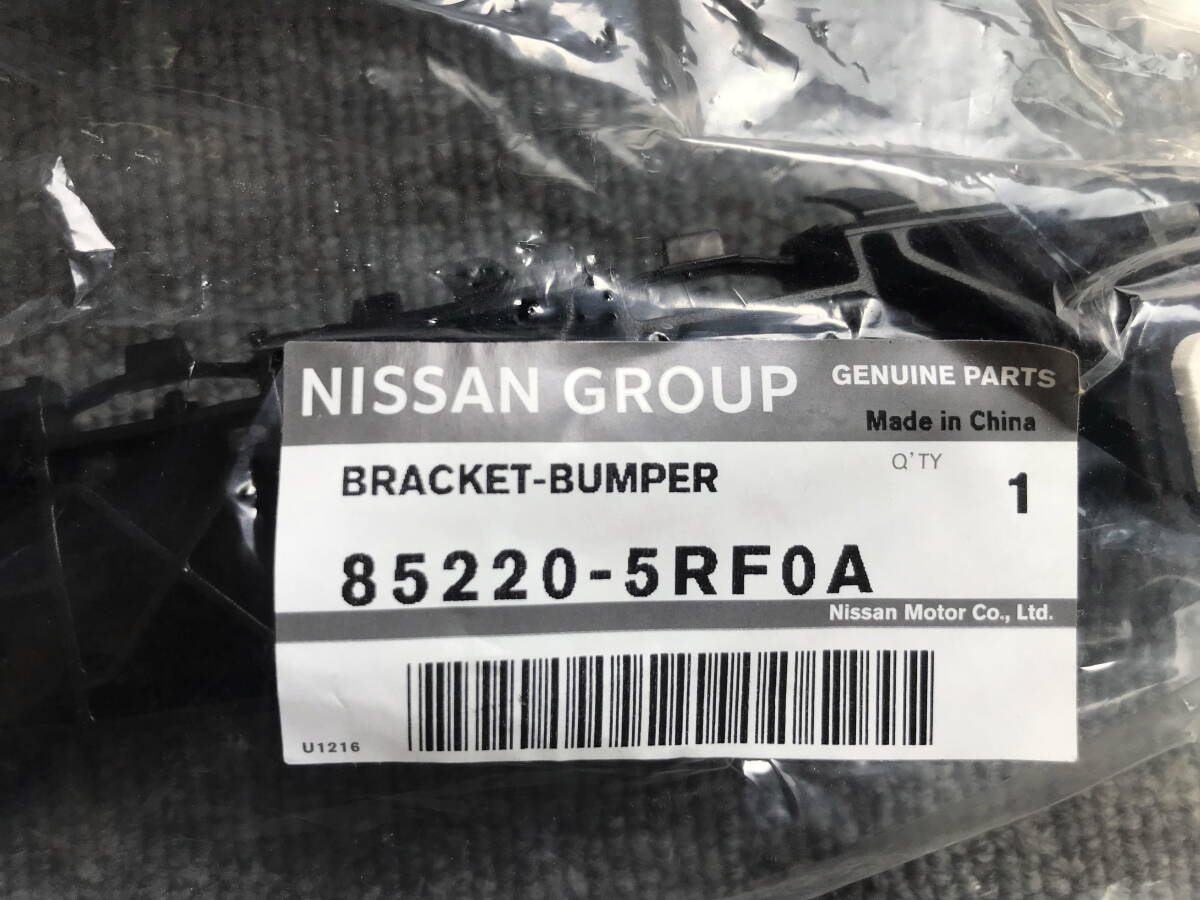 NISSAN GROUP GENUINE PARTS
Made in China
BRACKET-BUMPER Q'TY
1
85220-5RF0A
Nissan Motor Co., Ltd.
U1216